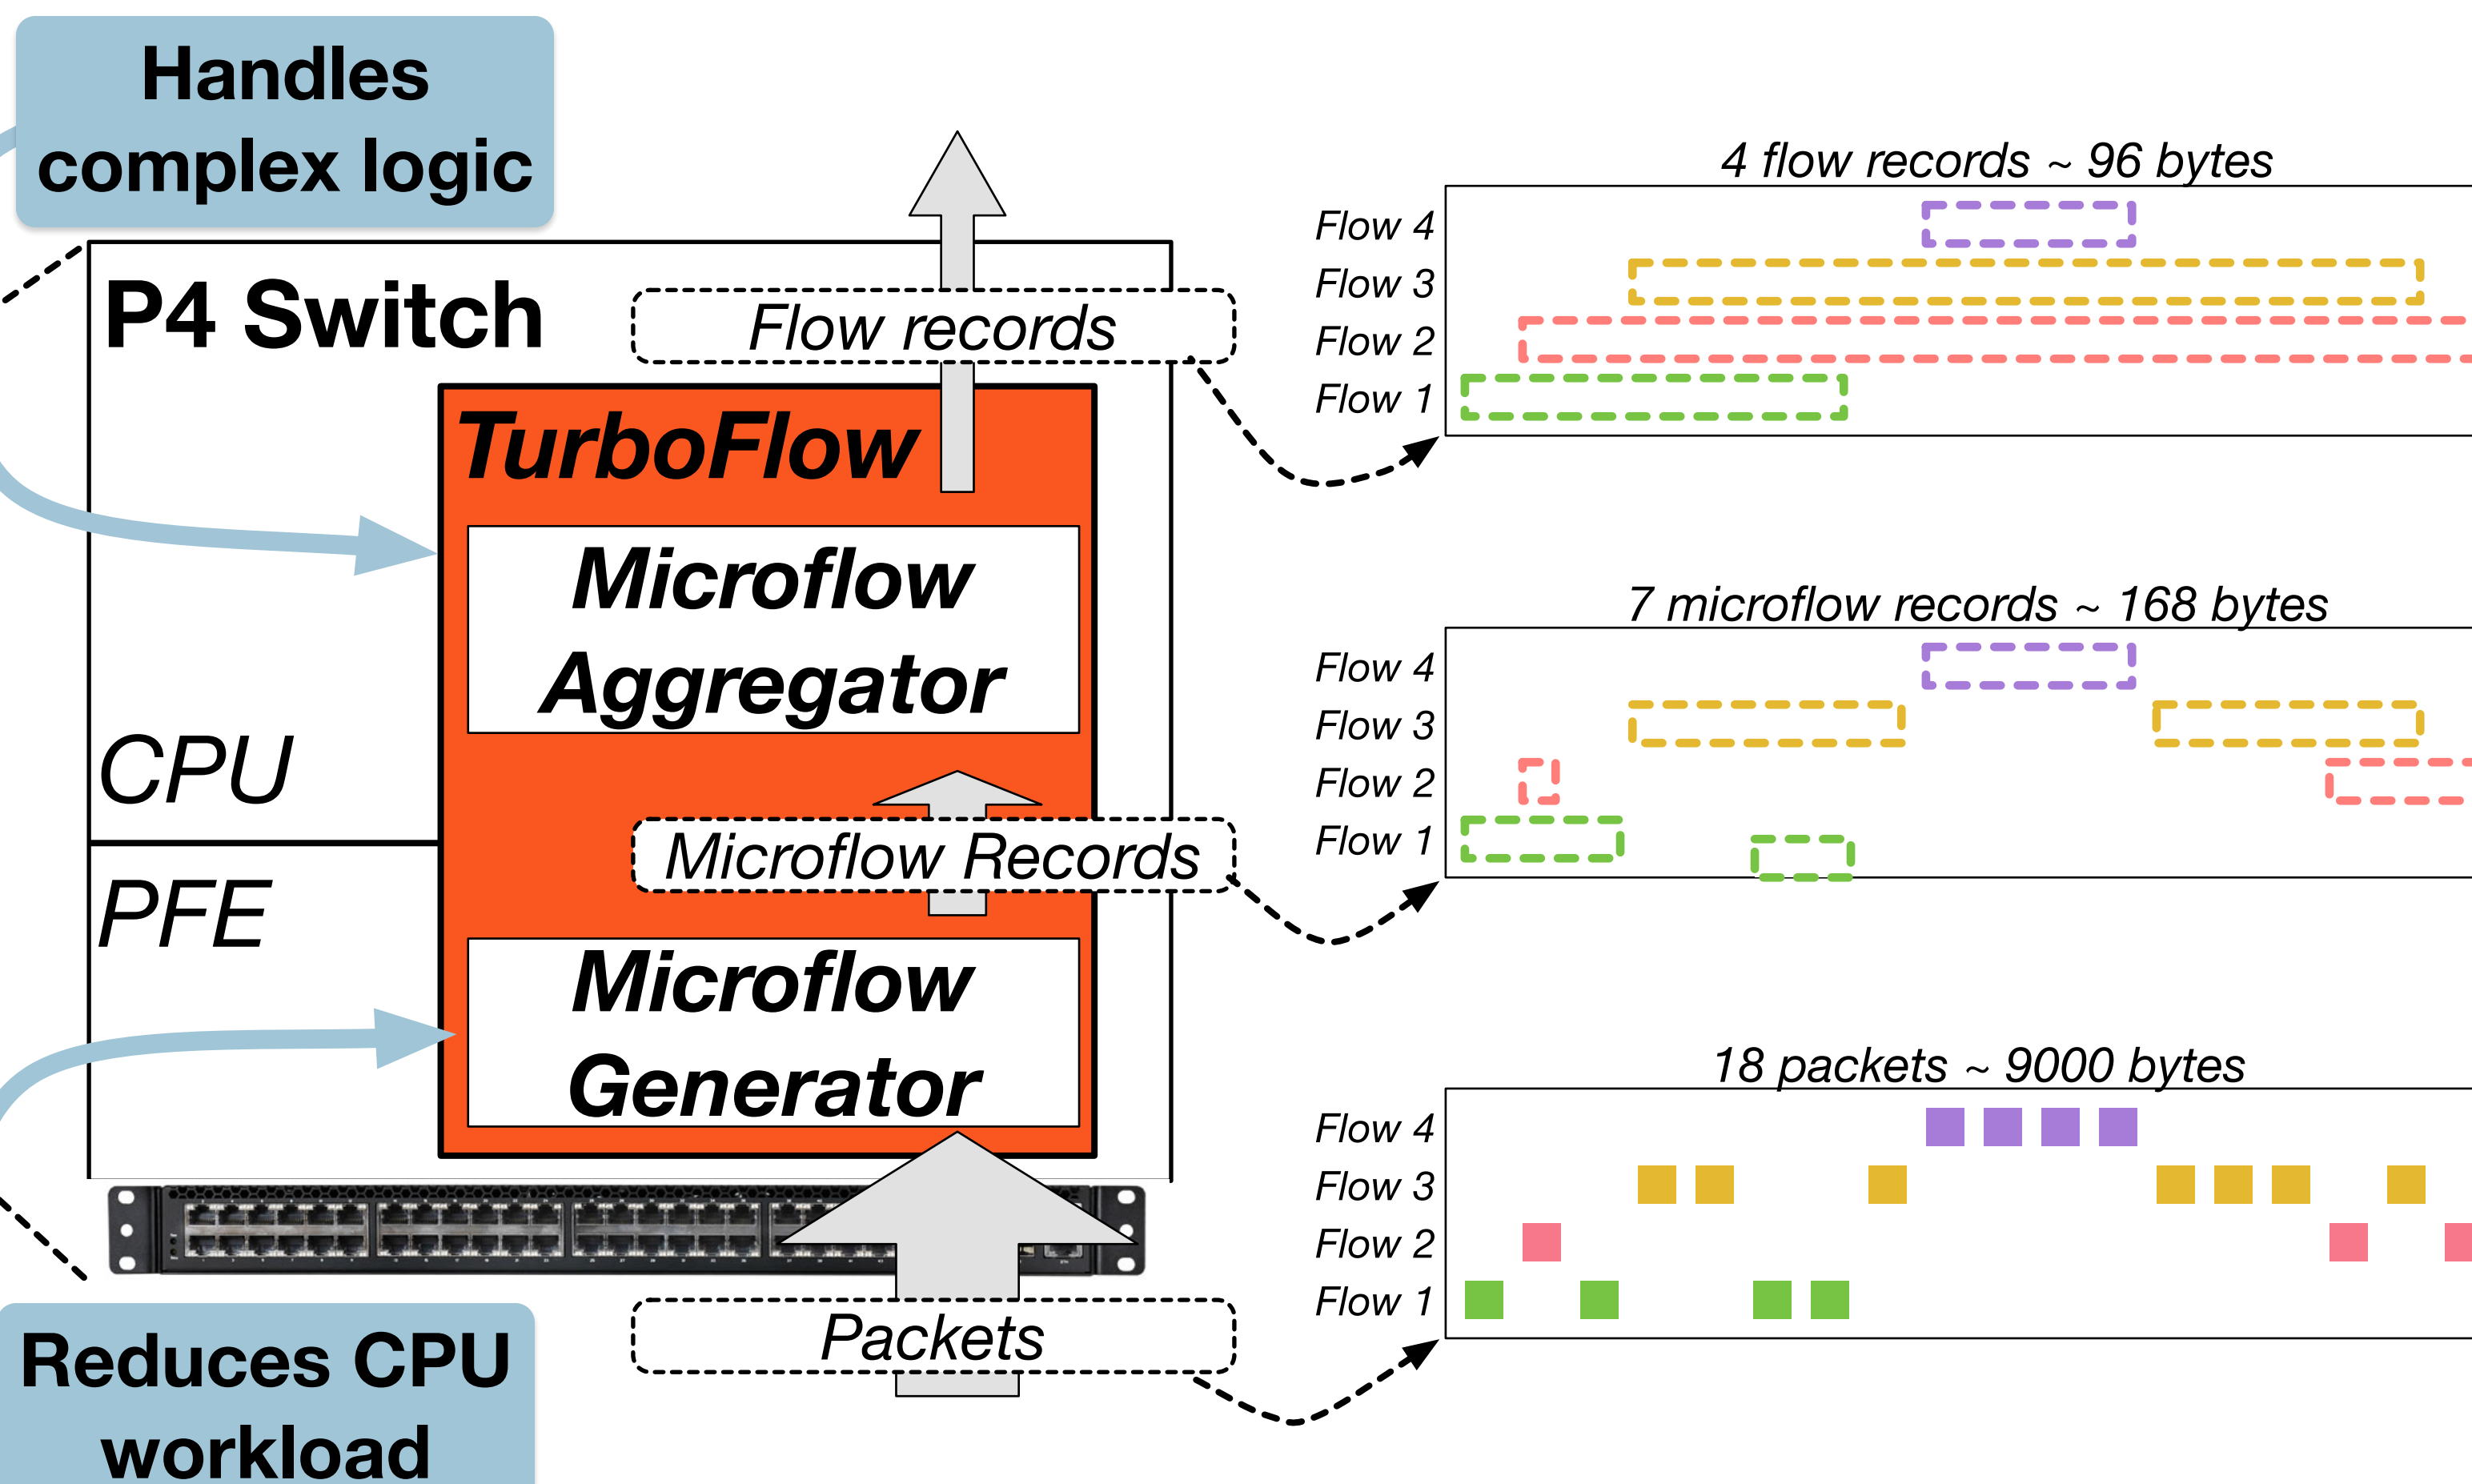 Handles
complex logic
P4 Switch
Flow records
TurboFlow
Microflow
Aggregator
CPU
Microflow Records
PFE
Microflow
Generator
Packets
Reduces CPU
workload
4 flow records ~ 96 bytes
Flow 4
Flow 3
Flow 2
Flow 1
7 microflow records ~ 168 bytes
Flow 4
Flow 3
Flow 2
Flow 1
18 packets ~ 9000 bytes
Flow 4
Flow 3
Flow 2
Flow 1